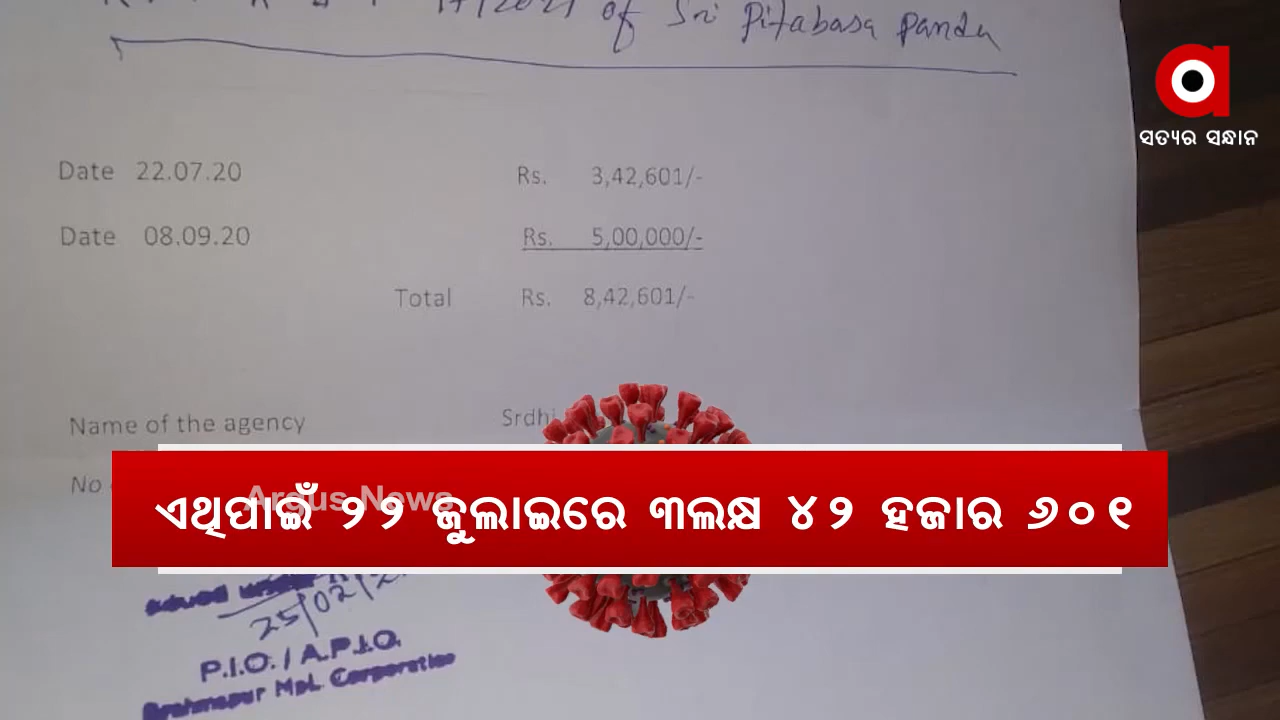 of Sri Pitabasa Panda
ସତ୍ୟର ସନ୍ଧାନ
Date 22.07.20 Rs. 3,42,601/-
Date 08.09.20 Rs. 5,00,000/-
Total Rs. 8,42,601/-
Name of the agency Srdhi
No
Argus News
ଏଥିପାଇଁ ୨୨ ଜୁଲାଇରେ ୩ଲକ୍ଷ ୪୨ ହଜାର ୬୦୧
25/02/
P.I.O. / A.P.I.O.
Brahmapur Mpl. Corporation